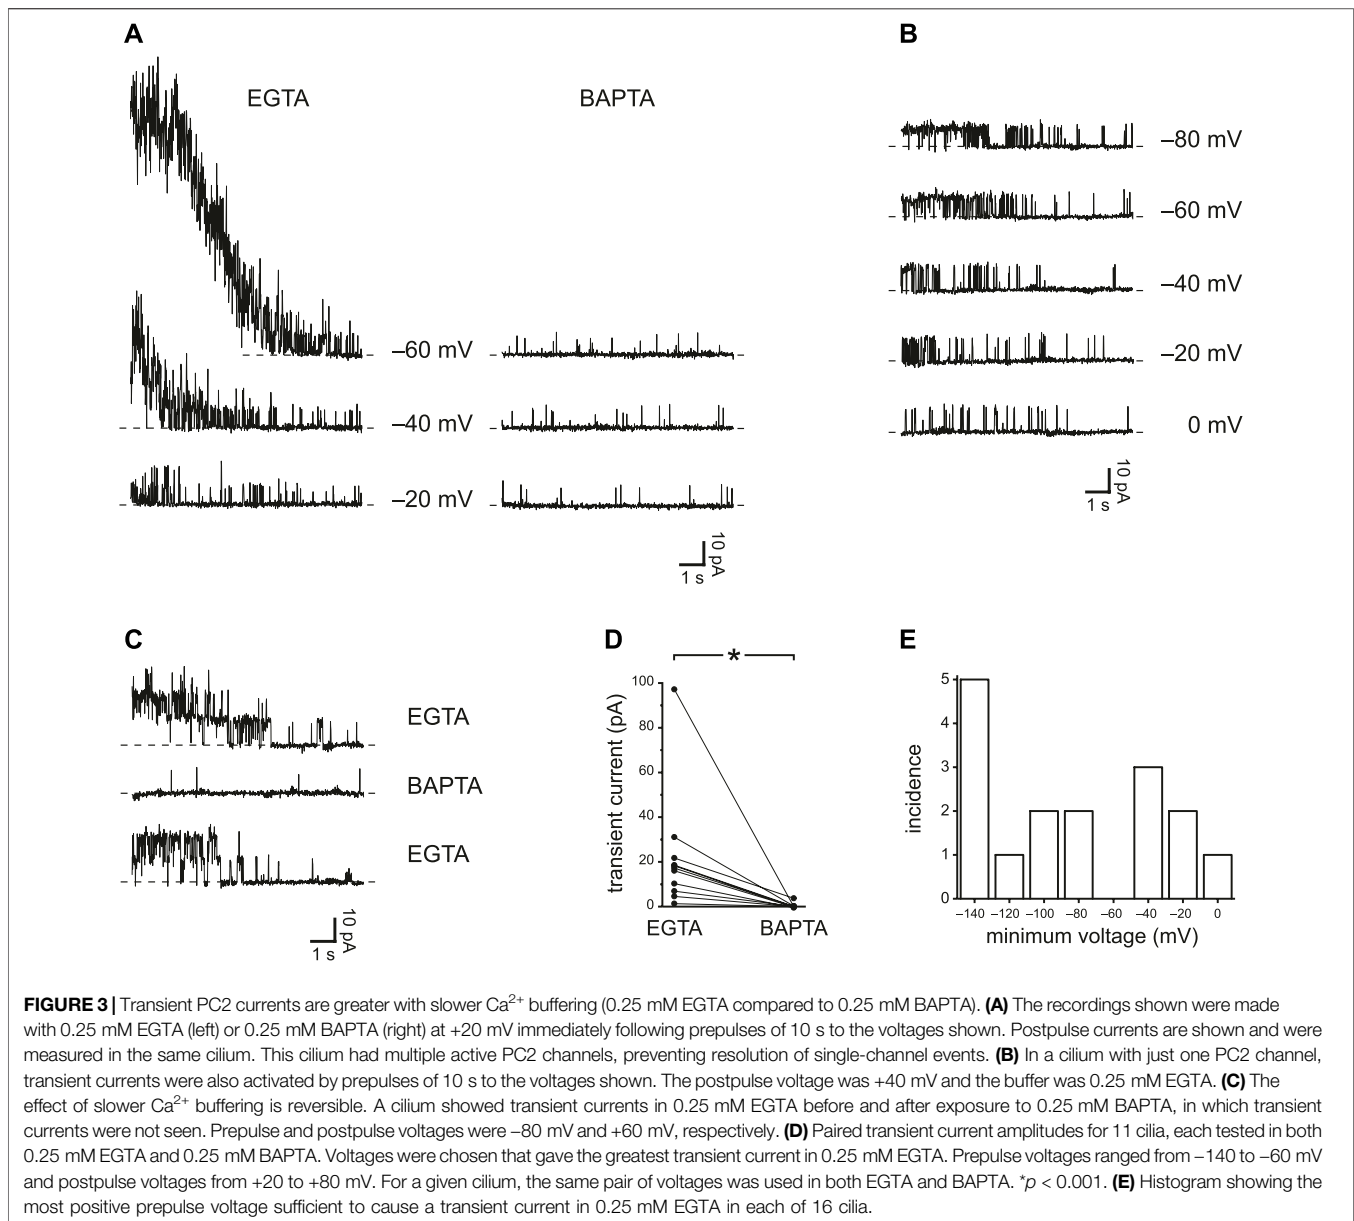 A
EGTA
BAPTA
–60 mV
–40 mV
–20 mV
10 pA
1 s
B
–80 mV
–60 mV
–40 mV
–20 mV
0 mV
10 pA
1 s
C
EGTA
BAPTA
EGTA
10 pA
1 s
D
*
transient current (pA)
100
80
60
40
20
0
EGTA BAPTA
E
incidence
5
4
3
2
1
0
–140 –120 –100 –80 –60 –40 –20 0
minimum voltage (mV)
FIGURE 3 | Transient PC2 currents are greater with slower Ca²⁺ buffering (0.25 mM EGTA compared to 0.25 mM BAPTA). (A) The recordings shown were made
with 0.25 mM EGTA (left) or 0.25 mM BAPTA (right) at +20 mV immediately following prepulses of 10 s to the voltages shown. Postpulse currents are shown and were
measured in the same cilium. This cilium had multiple active PC2 channels, preventing resolution of single-channel events. (B) In a cilium with just one PC2 channel,
transient currents were also activated by prepulses of 10 s to the voltages shown. The postpulse voltage was +40 mV and the buffer was 0.25 mM EGTA. (C) The
effect of slower Ca²⁺ buffering is reversible. A cilium showed transient currents in 0.25 mM EGTA before and after exposure to 0.25 mM BAPTA, in which transient
currents were not seen. Prepulse and postpulse voltages were −80 mV and +60 mV, respectively. (D) Paired transient current amplitudes for 11 cilia, each tested in both
0.25 mM EGTA and 0.25 mM BAPTA. Voltages were chosen that gave the greatest transient current in 0.25 mM EGTA. Prepulse voltages ranged from −140 to −60 mV
and postpulse voltages from +20 to +80 mV. For a given cilium, the same pair of voltages was used in both EGTA and BAPTA. *p < 0.001. (E) Histogram showing the
most positive prepulse voltage sufficient to cause a transient current in 0.25 mM EGTA in each of 16 cilia.